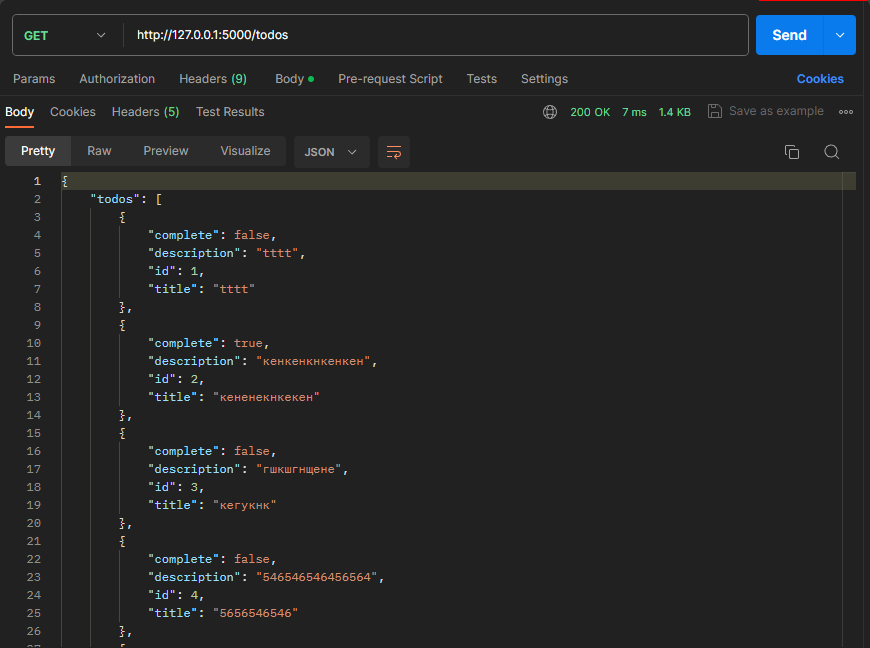 GET http://127.0.0.1:5000/todos Send
Params Authorization Headers (9) Body Pre-request Script Tests Settings Cookies
Body Cookies Headers (5) Test Results 200 OK 7 ms 1.4 KB Save as example
Pretty Raw Preview Visualize JSON
1 {
2 "todos": [
3 {
4 "complete": false,
5 "description": "tttt",
6 "id": 1,
7 "title": "tttt"
8 },
9 {
10 "complete": true,
11 "description": "кенкенкнкенкен",
12 "id": 2,
13 "title": "кененекнкекен"
14 },
15 {
16 "complete": false,
17 "description": "гшкшгнщене",
18 "id": 3,
19 "title": "кегукнк"
20 },
21 {
22 "complete": false,
23 "description": "546546546456564",
24 "id": 4,
25 "title": "5656546546"
26 },